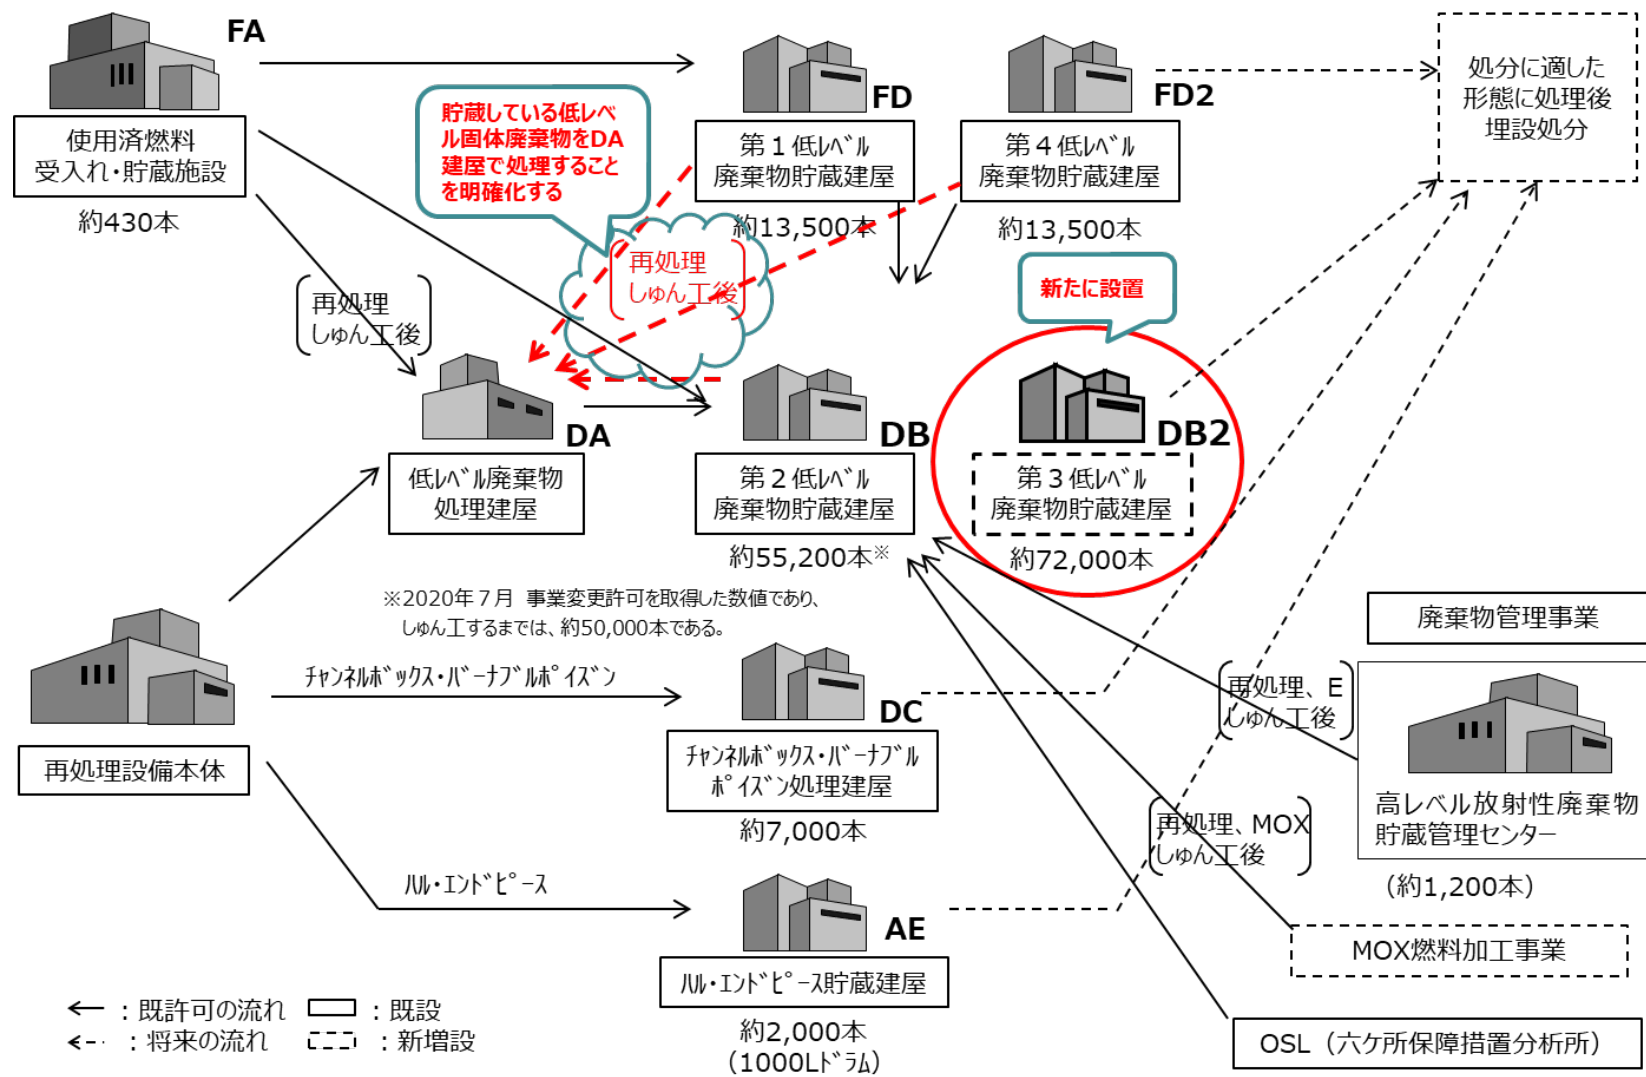 FA
使用済燃料
受入れ・貯蔵施設
約430本
貯蔵している低レベ
ル固体廃棄物をDA
建屋で処理すること
を明確化する
FD
第１低レベル
廃棄物貯蔵建屋
約13,500本
FD2
第４低レベル
廃棄物貯蔵建屋
約13,500本
処分に適した
形態に処理後
埋設処分
再処理
しゅん工後
再処理
しゅん工後
新たに設置
DA
低レベル廃棄物
処理建屋
DB
第２低レベル
廃棄物貯蔵建屋
約55,200本※
DB2
第３低レベル
廃棄物貯蔵建屋
約72,000本
※2020年７月 事業変更許可を取得した数値であり、
しゅん工するまでは、約50,000本である。
再処理設備本体
チャンネルボックス・バーナブルポイズン
DC
チャンネルボックス・バーナブル
ポイズン処理建屋
約7,000本
ハル・エンドピース
AE
ハル・エンドピース貯蔵建屋
約2,000本
(1000Lドラム)
廃棄物管理事業
再処理、E
しゅん工後
高レベル放射性廃棄物
貯蔵管理センター
(約1,200本)
再処理、MOX
しゅん工後
MOX燃料加工事業
OSL（六ケ所保障措置分析所）
：既許可の流れ
：既設
：将来の流れ
：新増設